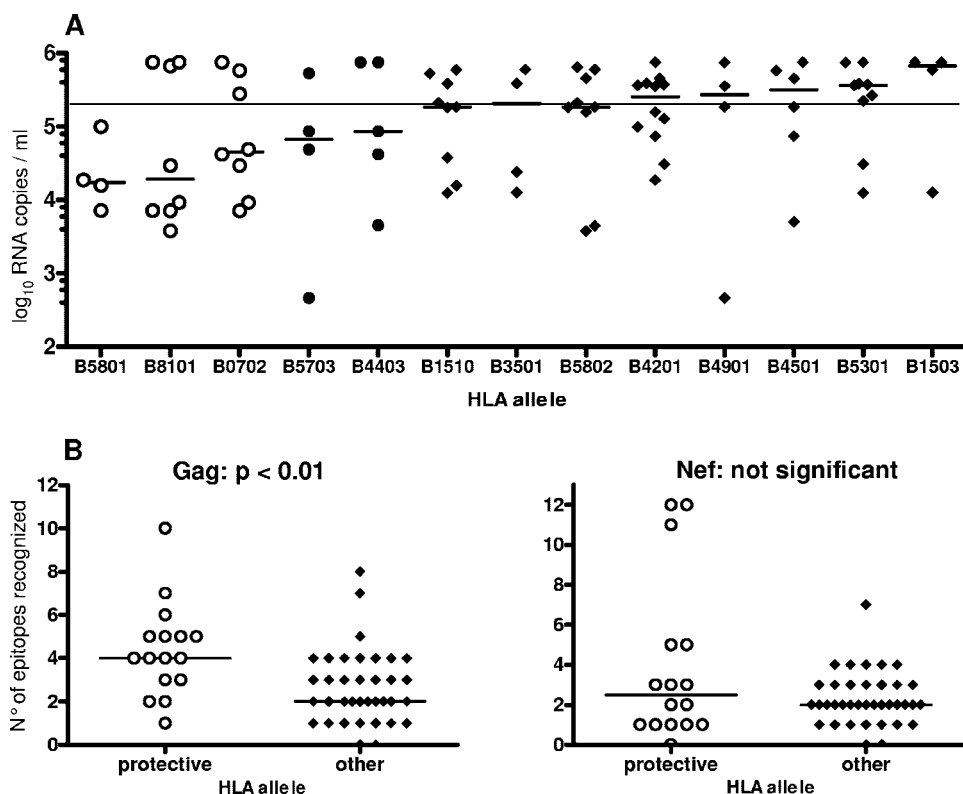 A
log10 RNA copies / ml
6
5
4
3
2
B5801 B8101 B0702 B5703 B4403 B1510 B3501 B5802 B4201 B4901 B4501 B5301 B1503
HLA allele
B
Gag: p < 0.01
N° of epitopes recognized
12
10
8
6
4
2
0
protective other
HLA allele
Nef: not significant
12
10
8
6
4
2
0
protective other
HLA allele